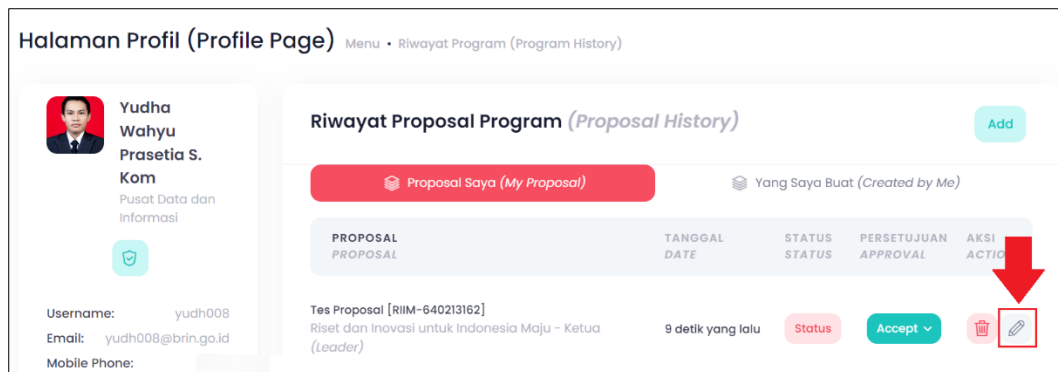 Halaman Profil (Profile Page) Menu • Riwayat Program (Program History)
Yudha
Wahyu
Prasetia S.
Kom
Pusat Data dan
Informasi
Username: yudh008
Email: yudh008@brin.go.id
Mobile Phone:
Riwayat Proposal Program (Proposal History)
Add
Proposal Saya (My Proposal)
Yang Saya Buat (Created by Me)
PROPOSAL TANGGAL STATUS PERSETUJUAN AKSI
PROPOSAL DATE STATUS APPROVAL ACTIO
Tes Proposal [RIIM-640213162]
Riset dan Inovasi untuk Indonesia Maju - Ketua
(Leader)
9 detik yang lalu
Status
Accept